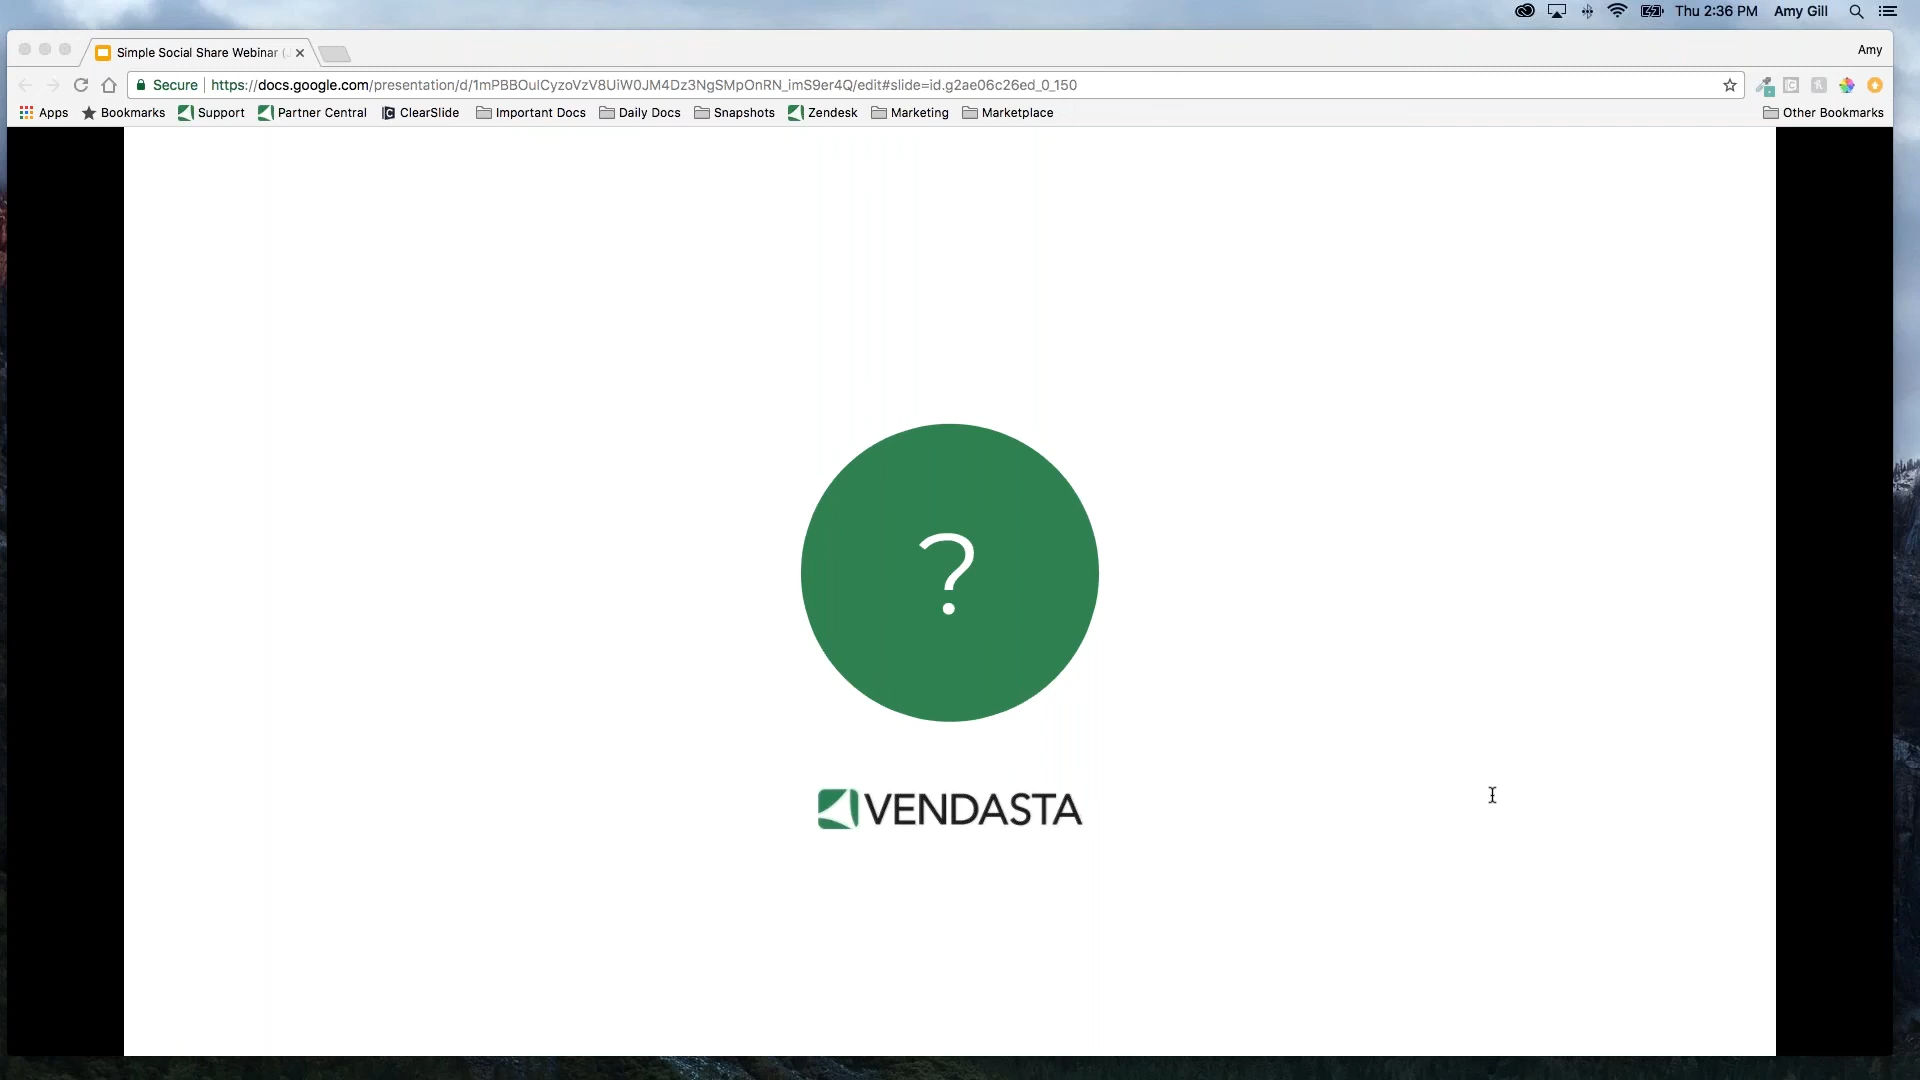 Thu 2:36 PM Amy Gill
Simple Social Share Webinar (
Amy
Secure https://docs.google.com/presentation/d/1mPBBOulCyzoVzV8UiW0JM4Dz3NgSMpOnRN_imS9er4Q/edit#slide=id.g2ae06c26ed_0_150
Apps Bookmarks Support Partner Central ClearSlide Important Docs Daily Docs Snapshots Zendesk Marketing Marketplace Other Bookmarks
?
VENDASTA